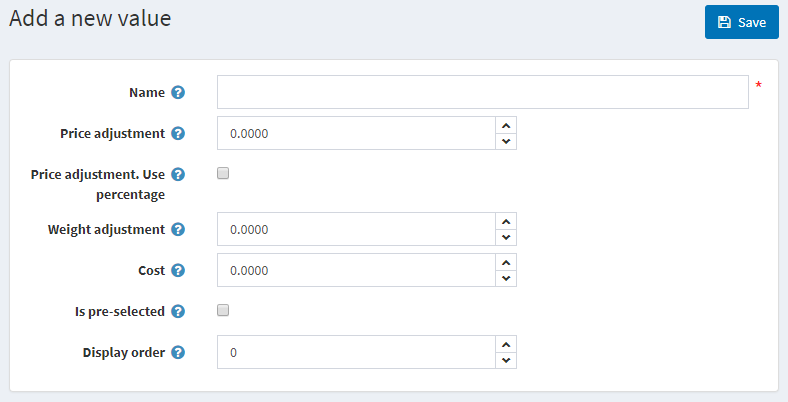 Add a new value
Save
Name ?
*
Price adjustment ?
0.0000
Price adjustment. Use ?
percentage
Weight adjustment ?
0.0000
Cost ?
0.0000
Is pre-selected ?
Display order ?
0